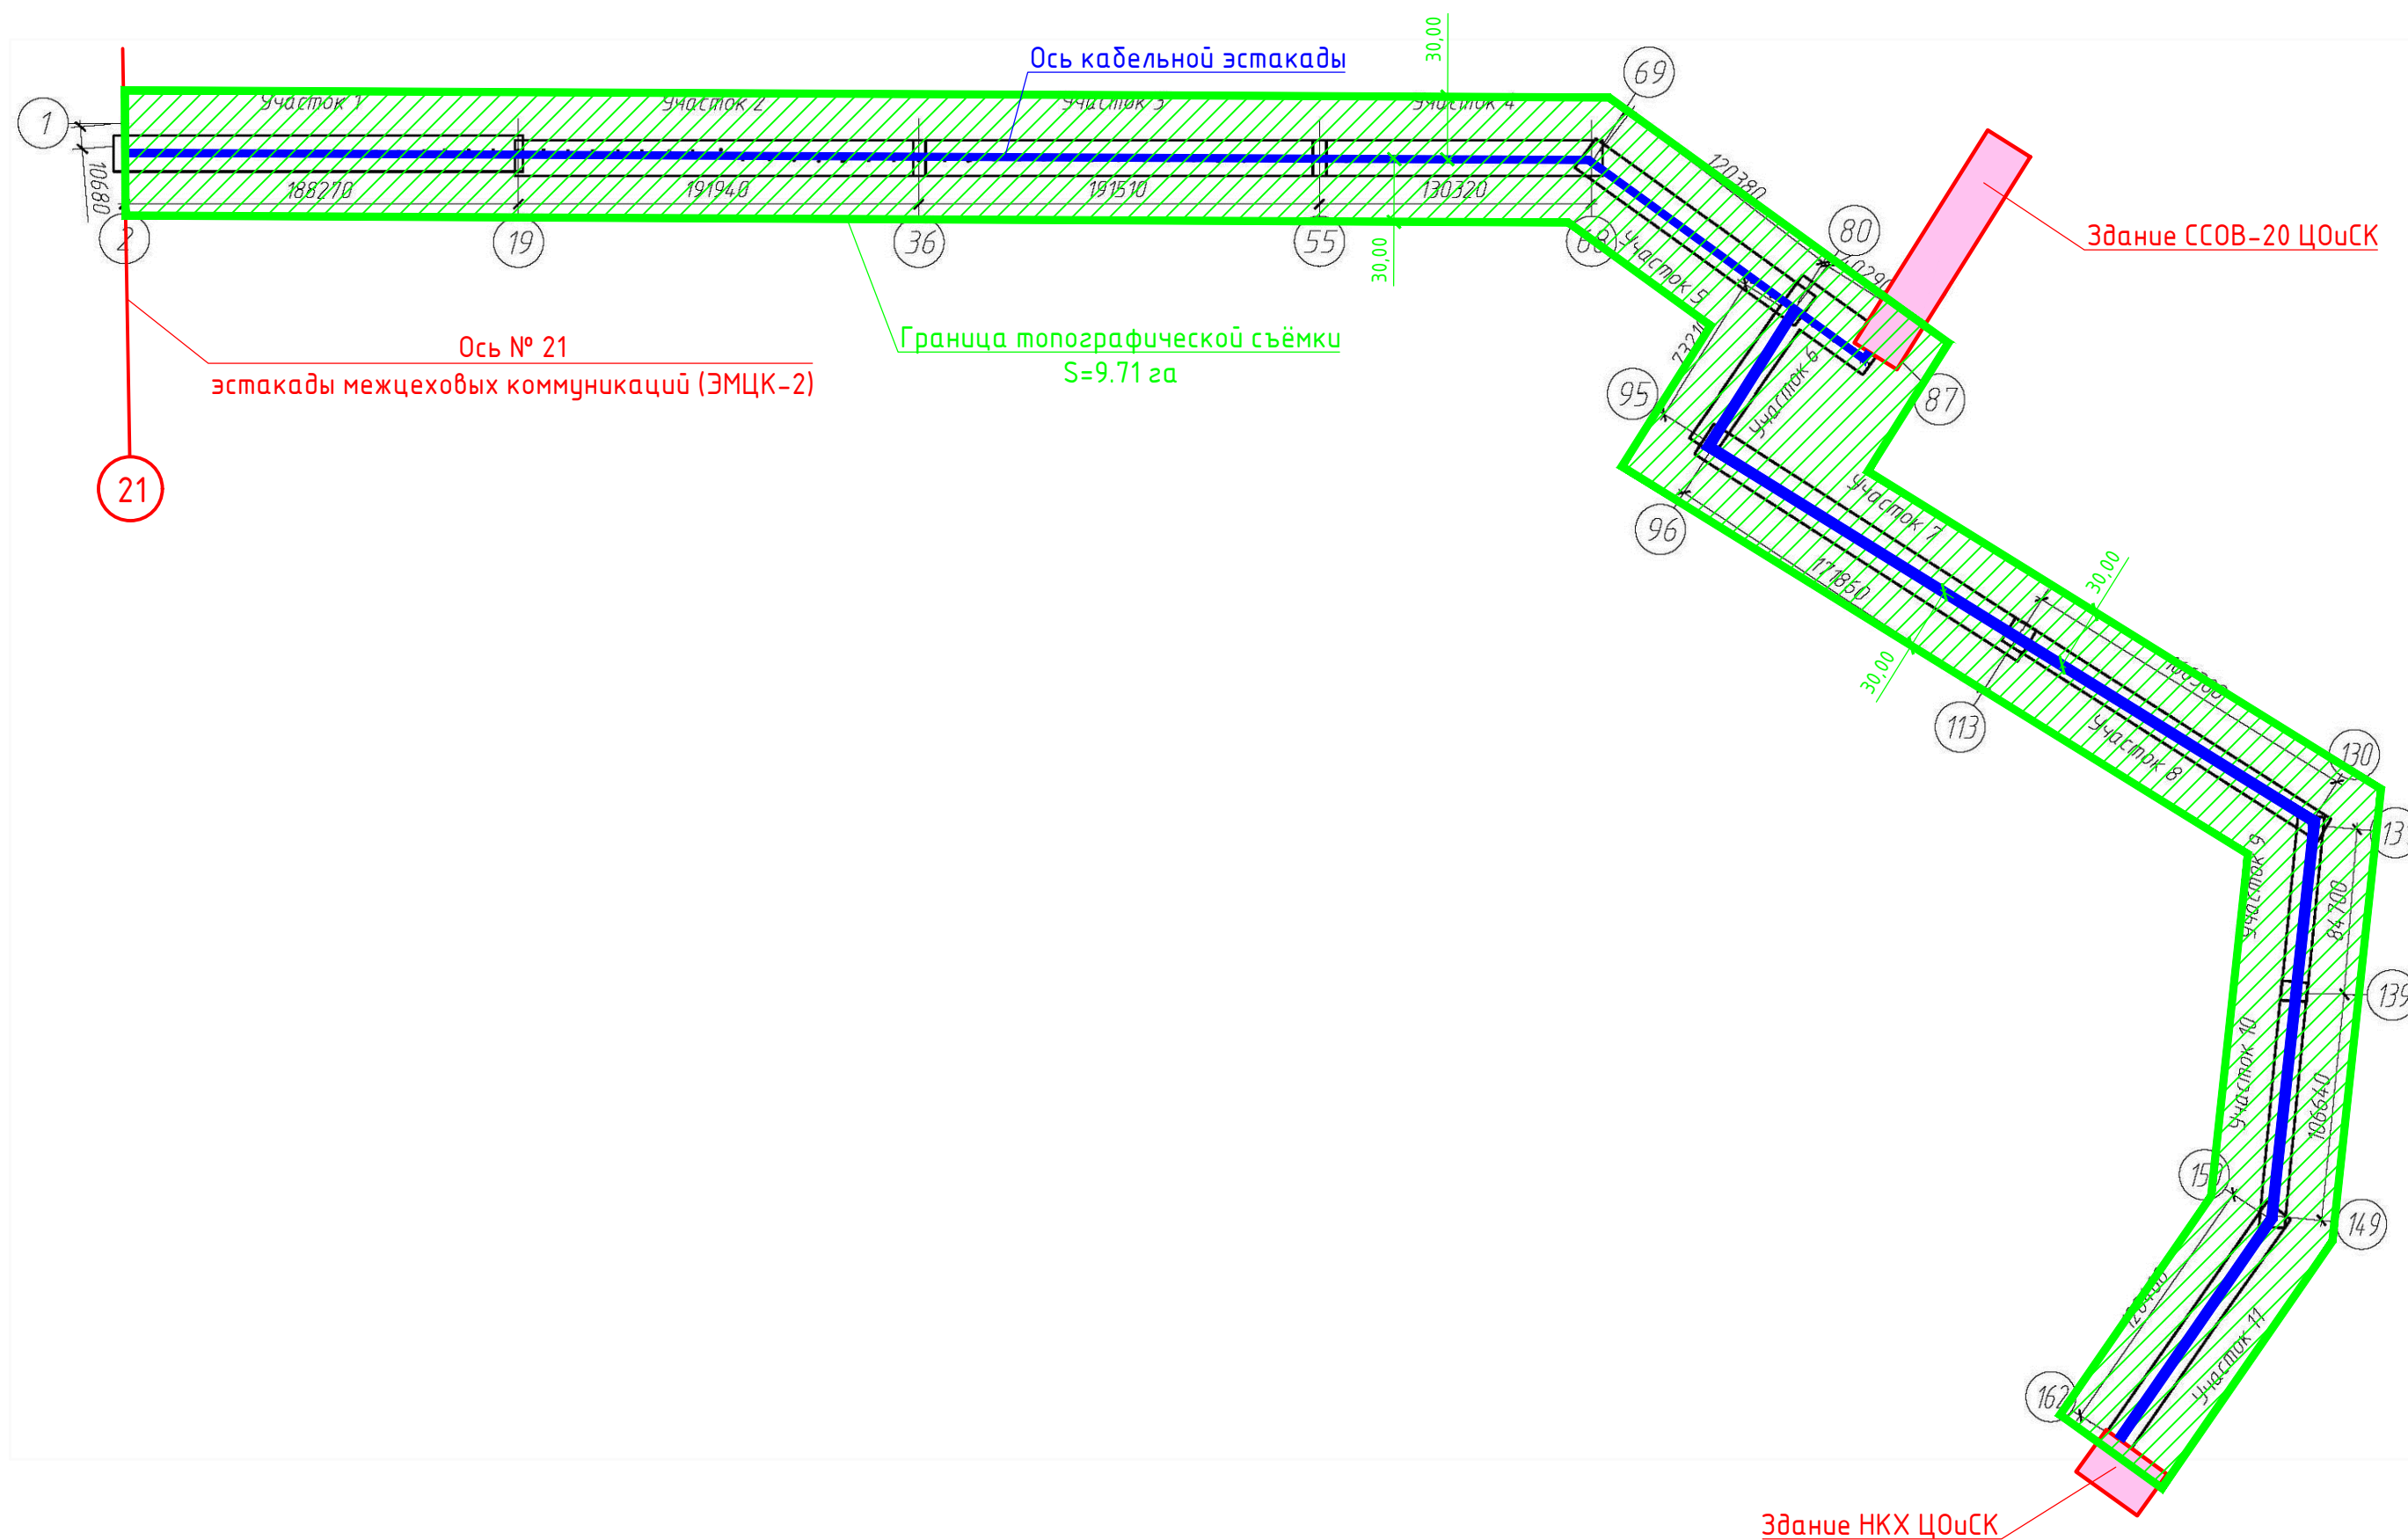 30,00
Ось кабельной эстакады
69
Участок 1
Участок 2
Участок 3
Участок 4
1
10680
188270
191940
191510
130320
120380
80
40290
Здание ССОВ-20 ЦОиСК
2
19
36
55
68
30,00
Участок 5
Граница топографической съёмки
S=9.71 га
Ось № 21
эстакады межцеховых коммуникаций (ЭМЦК-2)
95
Участок 6
87
21
96
Участок 7
171850
30,00
30,00
113
Участок 8
130
131
Участок 9
84700
139
Участок 10
106640
150
149
Участок 11
162
Здание НКХ ЦОиСК